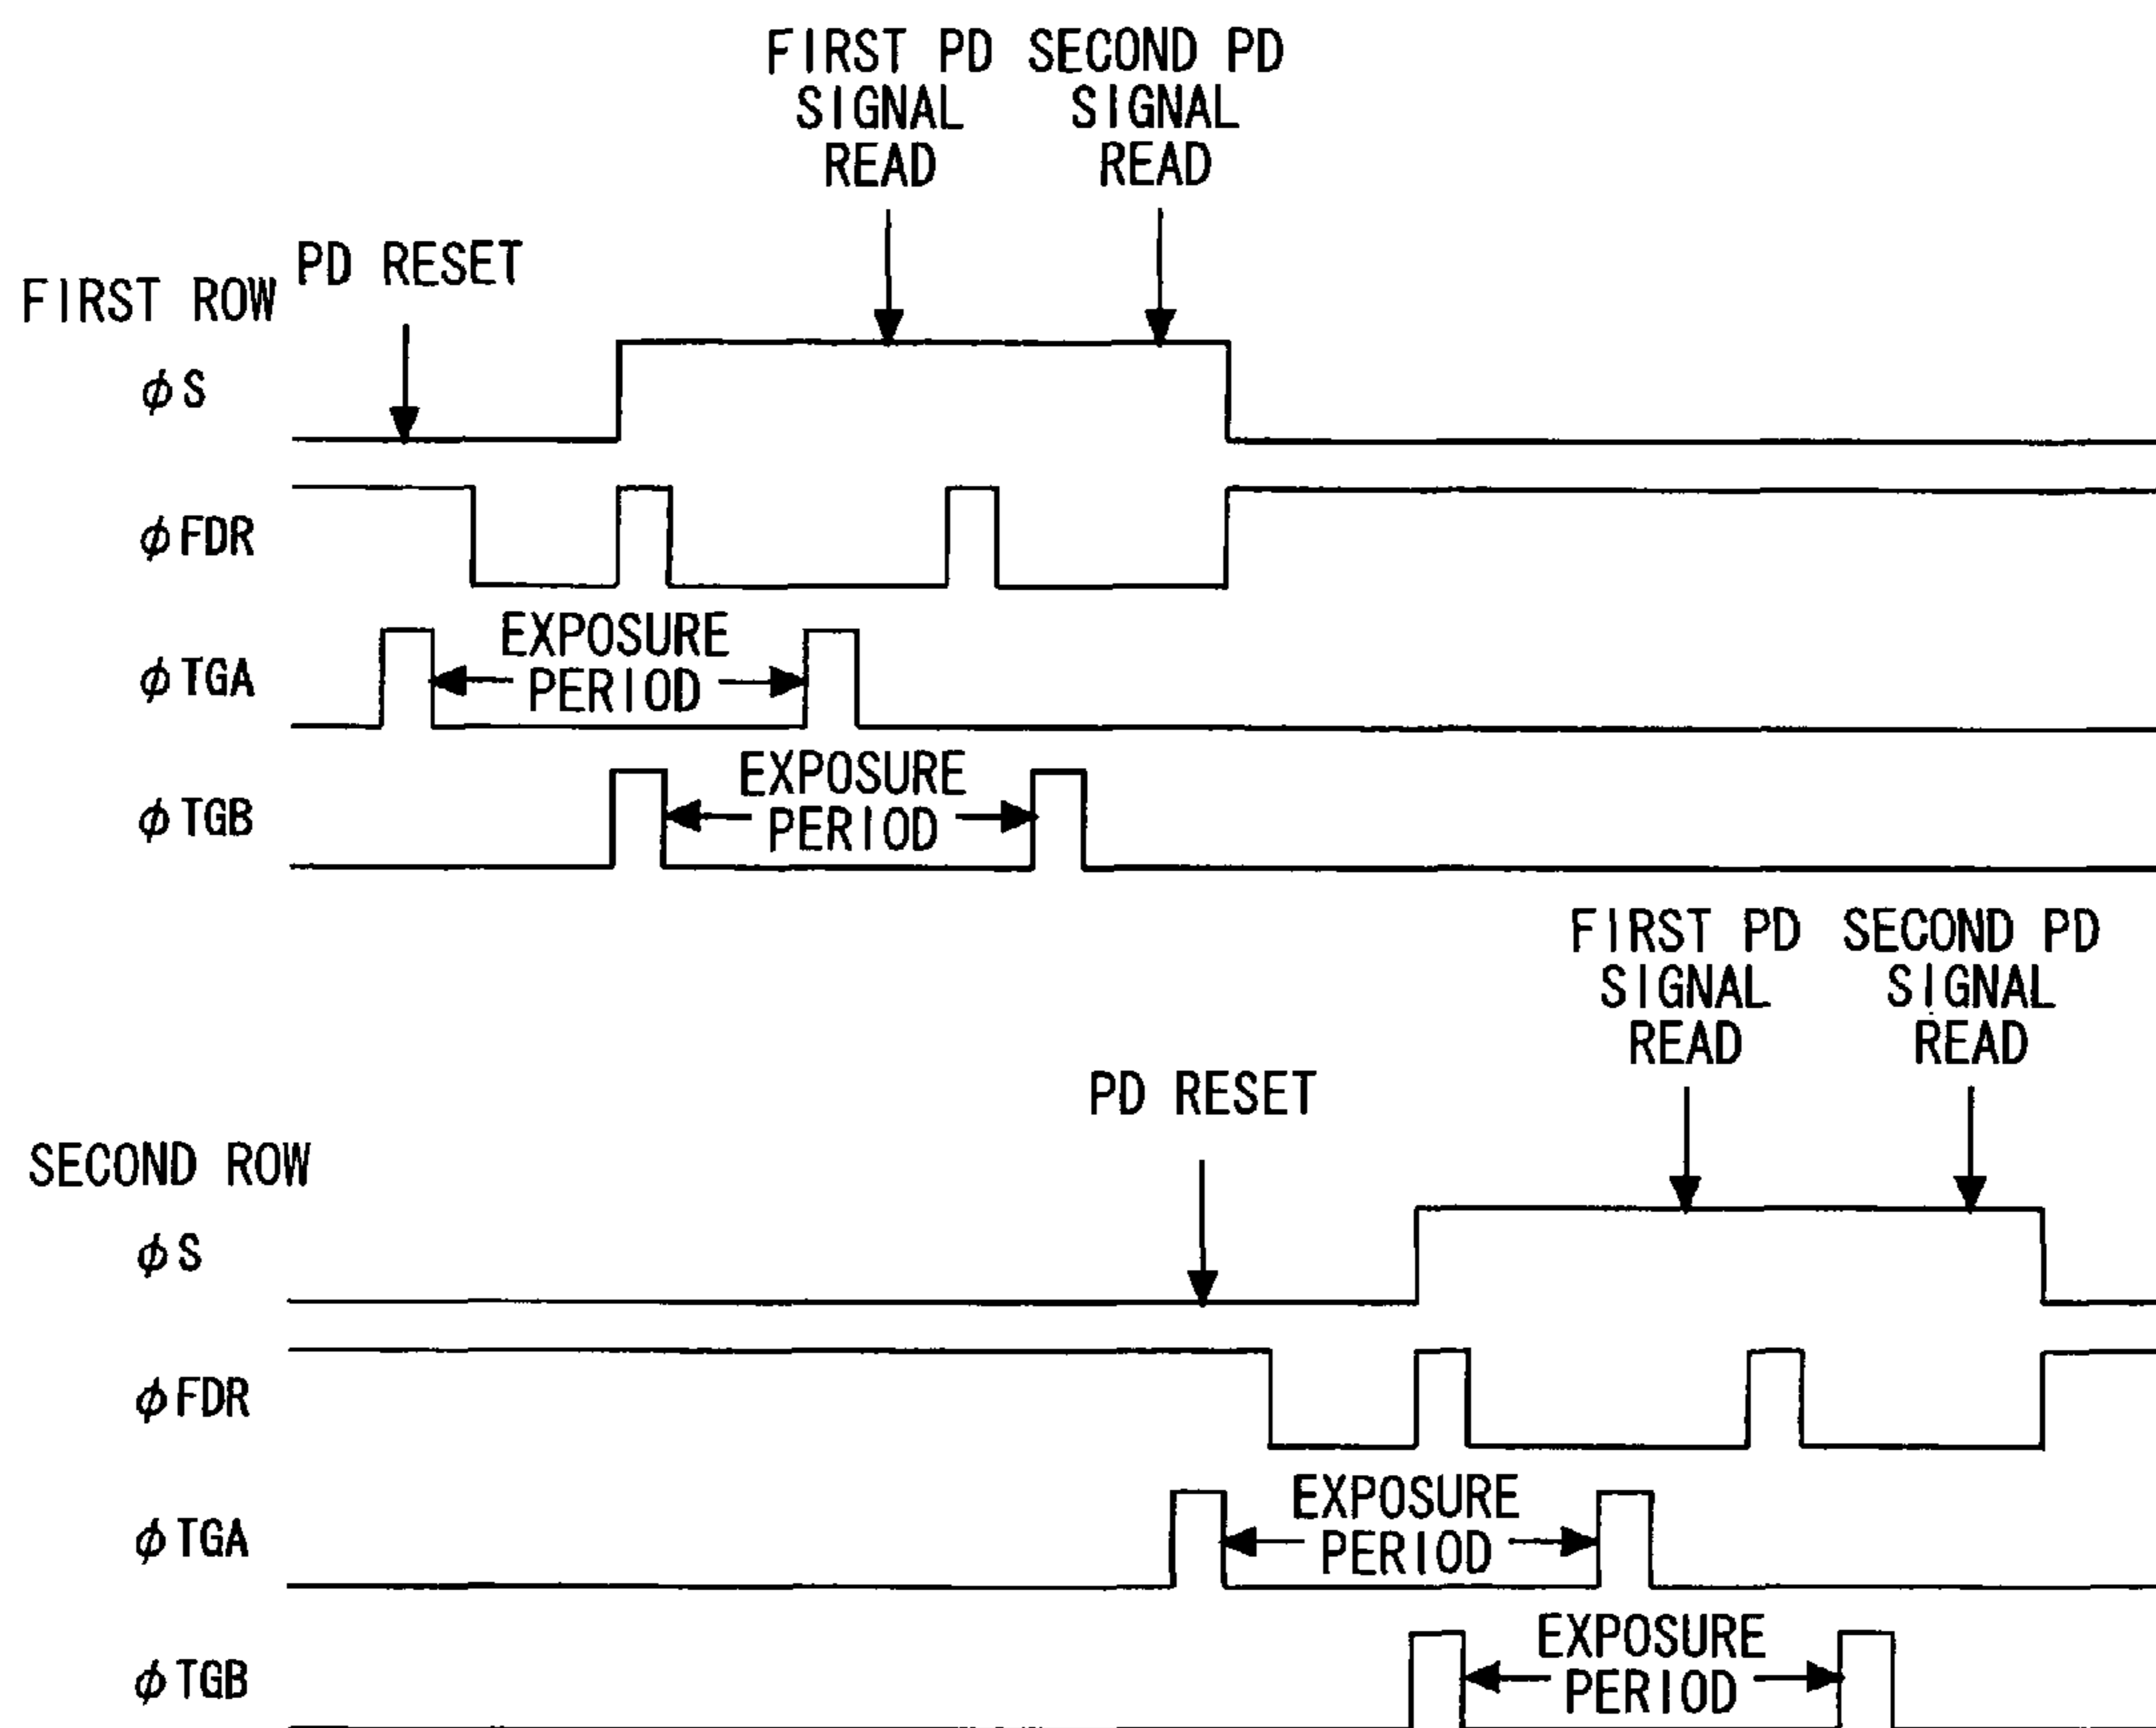 FIRST PD SECOND PD
SIGNAL SIGNAL
READ READ
PD RESET
FIRST ROW
φS
φFDR
φTGA
EXPOSURE
PERIOD
φTGB
EXPOSURE
PERIOD
FIRST PD SECOND PD
SIGNAL SIGNAL
READ READ
PD RESET
SECOND ROW
φS
φFDR
φTGA
EXPOSURE
PERIOD
φTGB
EXPOSURE
PERIOD